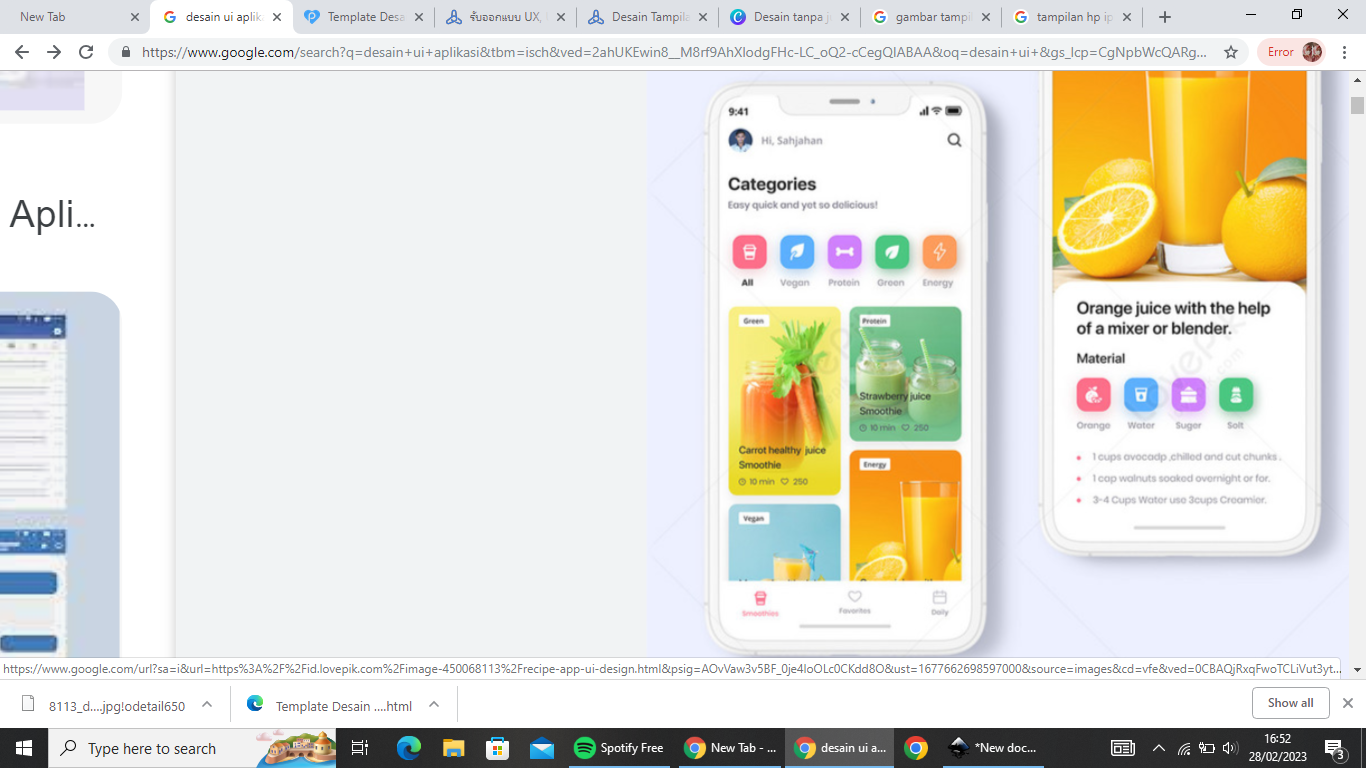 New Tab
desain ui aplika
Template Desa
รับออกแบบ UX,
Desain Tampila
Desain tanpa j
gambar tampil
tampilan hp ip
https://www.google.com/search?q=desain+ui+aplikasi&tbm=isch&ved=2ahUKEwin8__M8rf9AhXIodgFHc-LC_oQ2-cCegQIABAA&oq=desain+ui+&gs_lcp=CgNpbWcQARg...
Error
Apli...
9:41
Hi, Sahjahan
Categories
Easy quick and yet so delicious!
All
Vegan
Protein
Green
Energy
Green
Carrot healthy juice
Smoothie
10 min
250
Protein
Strawberry juice
Smoothie
10 min
250
Vegan
Energy
Smoothies
Favorites
Daily
Orange juice with the help
of a mixer or blender.
Material
Orange
Water
Suger
Solt
1 cups avocadp ,chilled and cut chunks .
1 cap walnuts soaked overnight or for.
3-4 Cups Water use 3cups Creamior.
https://www.google.com/url?sa=i&url=https%3A%2F%2Fid.lovepik.com%2Fimage-450068113%2Frecipe-app-ui-design.html&psig=AOvVaw3v5BF_0je4loOLc0CKdd8O&ust=1677662698597000&source=images&cd=vfe&ved=0CBAQjRxqFwoTCLiVut3yt...
8113_d....jpg!odetail650
Template Desain ....html
Show all
Type here to search
Spotify Free
New Tab - ...
desain ui a...
*New doc...
16:52
28/02/2023
3